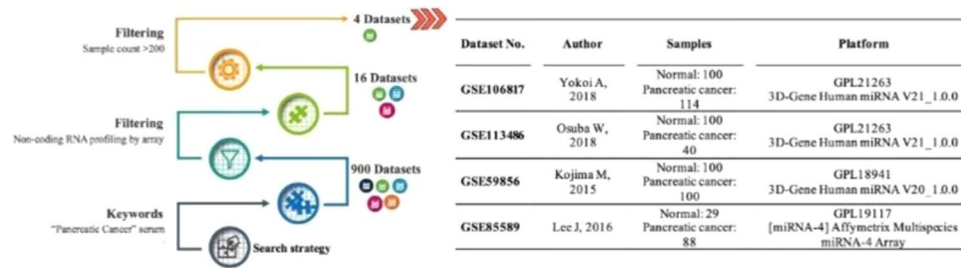 4 Datasets
Filtering
Sample count >200
16 Datasets
Filtering
Non-coding RNA profiling by array
900 Datasets
Keywords
"Pancreatic Cancer" serum
Search strategy
Dataset No. Author Samples Platform
GSE106817 Yokoi A, 2018 Normal: 100 Pancreatic cancer: 114 GPL21263 3D-Gene Human miRNA V21_1.0.0
GSE113486 Osuba W, 2018 Normal: 100 Pancreatic cancer: 40 GPL21263 3D-Gene Human miRNA V21_1.0.0
GSE59856 Kojima M, 2015 Normal: 100 Pancreatic cancer: 100 GPL18941 3D-Gene Human miRNA V20_1.0.0
GSE85589 Lee J, 2016 Normal: 29 Pancreatic cancer: 88 GPL19117 [miRNA-4] Affymetrix Multispecies miRNA-4 Array